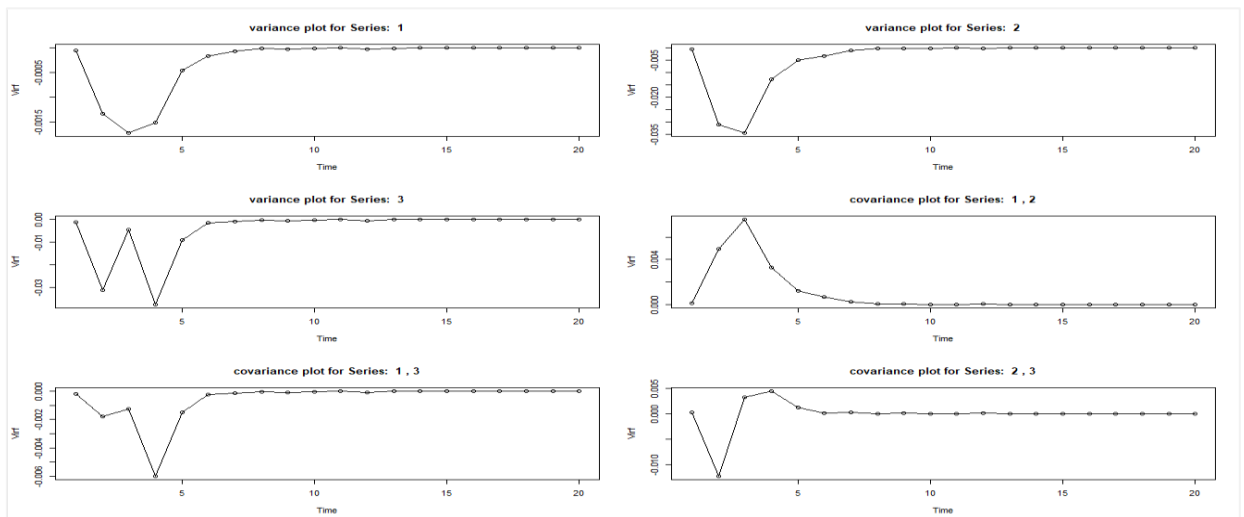 variance plot for Series: 1
Virf
-0.0005
-0.0015
5 10 15 20
Time
variance plot for Series: 2
Virf
-0.005
-0.020
-0.035
5 10 15 20
Time
variance plot for Series: 3
Virf
0.00
-0.01
-0.03
5 10 15 20
Time
covariance plot for Series: 1 , 2
Virf
0.004
0.000
5 10 15 20
Time
covariance plot for Series: 1 , 3
Virf
0.000
-0.002
-0.004
-0.006
5 10 15 20
Time
covariance plot for Series: 2 , 3
Virf
0.005
0.000
-0.010
5 10 15 20
Time